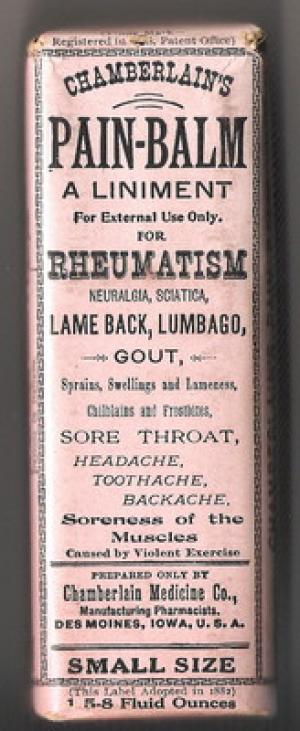 Registered in U.S. Patent Office)
CHAMBERLAIN'S
PAIN-BALM
A LINIMENT
For External Use Only.
FOR
RHEUMATISM
NEURALGIA, SCIATICA,
LAME BACK, LUMBAGO,
GOUT,
Sprains, Swellings and Lameness,
Chilblains and Frostbites,
SORE THROAT,
HEADACHE,
TOOTHACHE,
BACKACHE,
Soreness of the
Muscles
Caused by Violent Exercise
PREPARED ONLY BY
Chamberlain Medicine Co.,
Manufacturing Pharmacists.
DES MOINES, IOWA, U. S. A.
SMALL SIZE
(This Label Adopted in 1882)
1 5-8 Fluid Ounces